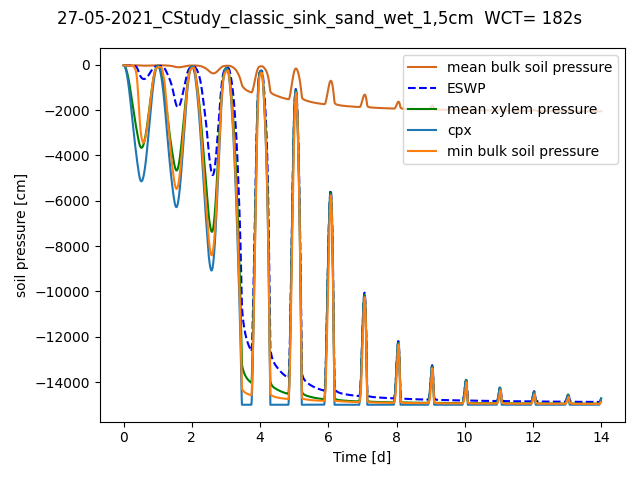 27-05-2021_CStudy_classic_sink_sand_wet_1,5cm WCT= 182s
mean bulk soil pressure
ESWP
mean xylem pressure
cpx
min bulk soil pressure
soil pressure [cm]
0
−2000
−4000
−6000
−8000
−10000
−12000
−14000
0 2 4 6 8 10 12 14
Time [d]